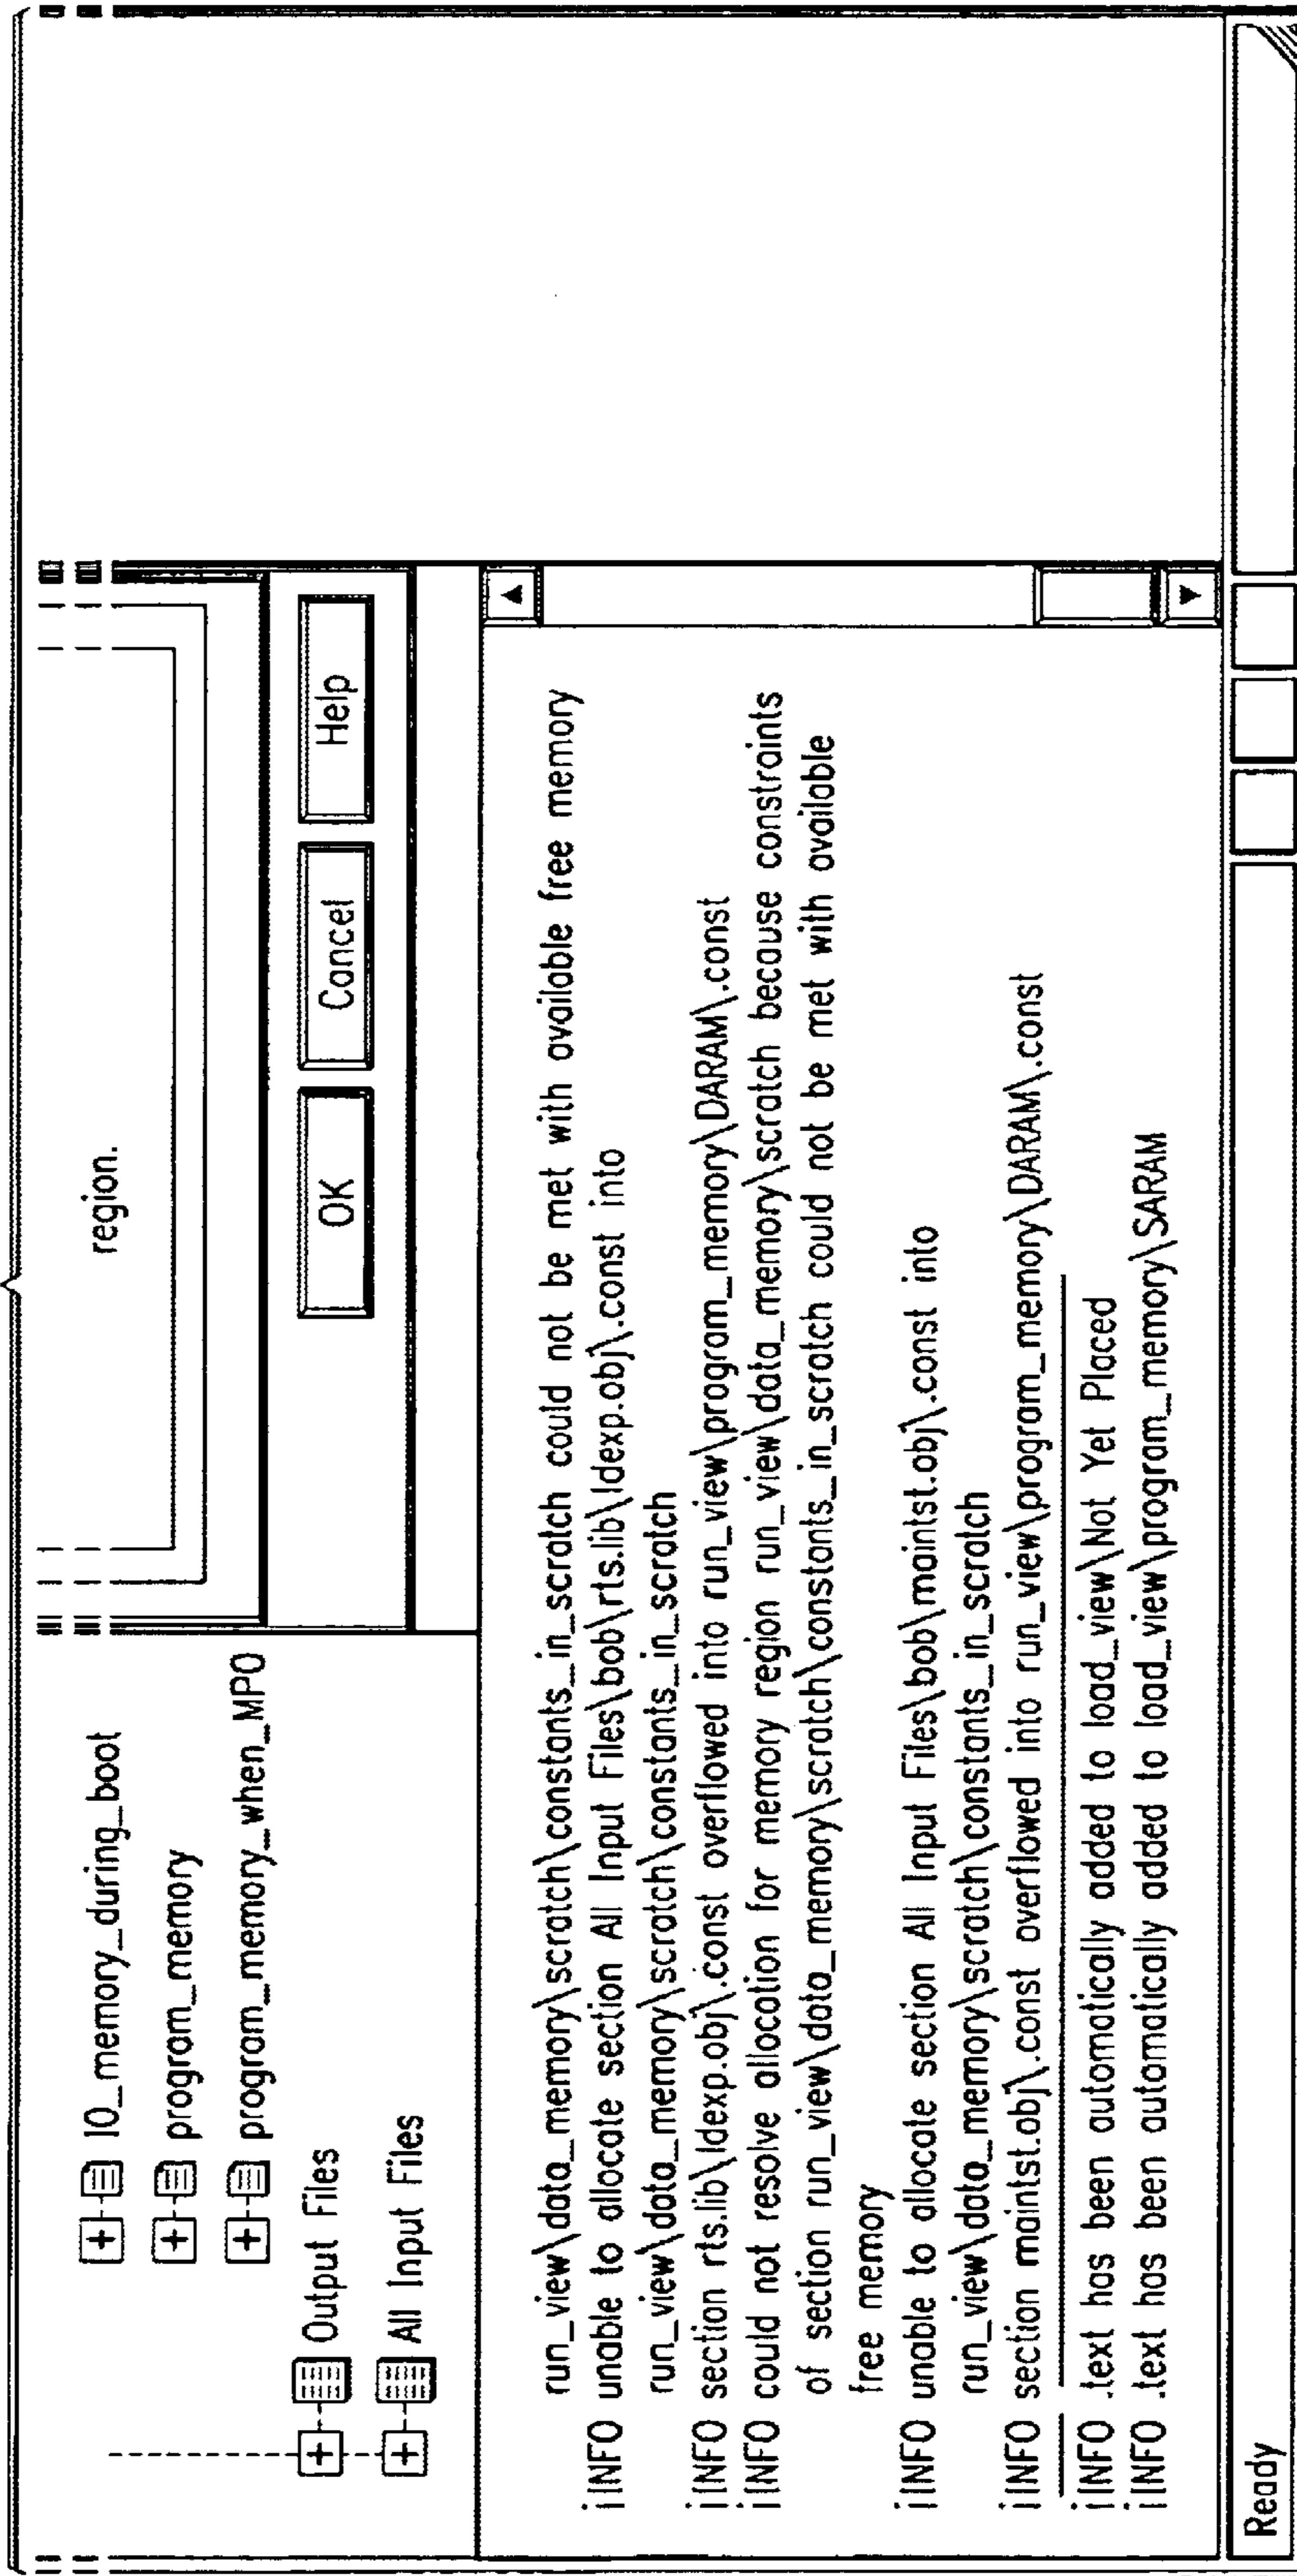 IO_memory_during_boot
program_memory
program_memory_when_MPO
Output Files
All Input Files
region.
OK
Cancel
Help
run_view\data_memory\scratch\constants_in_scratch could not be met with available free memory
i INFO unable to allocate section All Input Files\bob\rts.lib\ldexp.obj\.const into
run_view\data_memory\scratch\constants_in_scratch
i INFO section rts.lib\ldexp.obj\.const overflowed into run_view\program_memory\DARAM\.const
i INFO could not resolve allocation for memory region run_view\data_memory\scratch because constraints
of section run_view\data_memory\scratch\constants_in_scratch could not be met with available
free memory
i INFO unable to allocate section All Input Files\bob\maintst.obj\.const into
run_view\data_memory\scratch\constants_in_scratch
i INFO section maintst.obj\.const overflowed into run_view\program_memory\DARAM\.const
i INFO .text has been automatically added to load_view\Not Yet Placed
i INFO .text has been automatically added to load_view\program_memory\SARAM
Ready